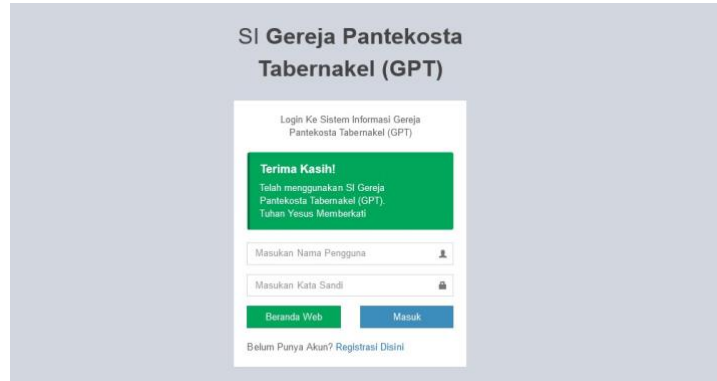 SI Gereja Pantekosta
Tabernakel (GPT)
Login Ke Sistem Informasi Gereja
Pantekosta Tabernakel (GPT)
Terima Kasih!
Telah menggunakan SI Gereja
Pantekosta Tabernakel (GPT).
Tuhan Yesus Memberkati
Masukan Nama Pengguna
Masukan Kata Sandi
Beranda Web Masuk
Belum Punya Akun? Registrasi Disini